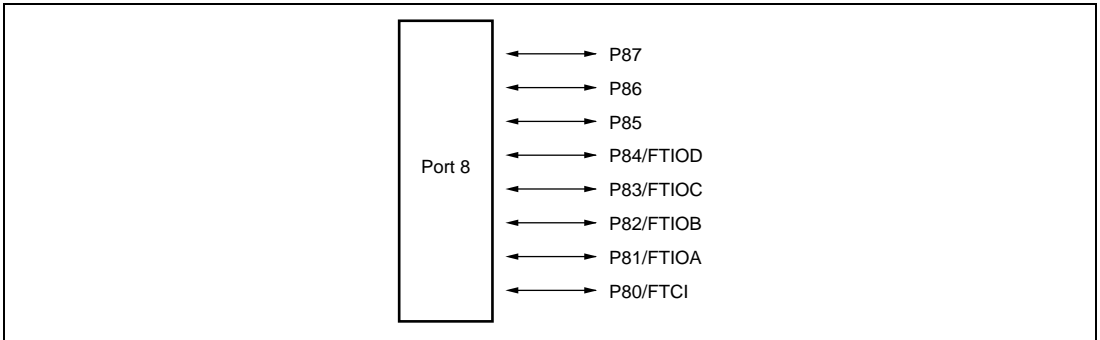 Port 8
P87
P86
P85
P84/FTIOD
P83/FTIOC
P82/FTIOB
P81/FTIOA
P80/FTCI